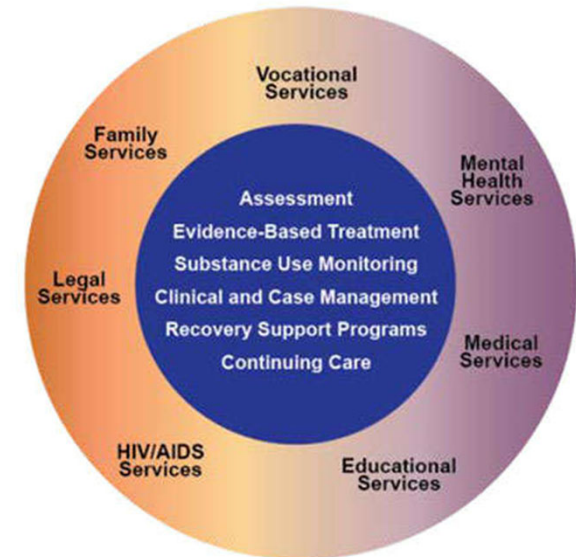 Vocational
Services
Family
Services
Mental
Health
Services
Assessment
Evidence-Based Treatment
Substance Use Monitoring
Clinical and Case Management
Recovery Support Programs
Continuing Care
Legal
Services
Medical
Services
HIV/AIDS
Services
Educational
Services